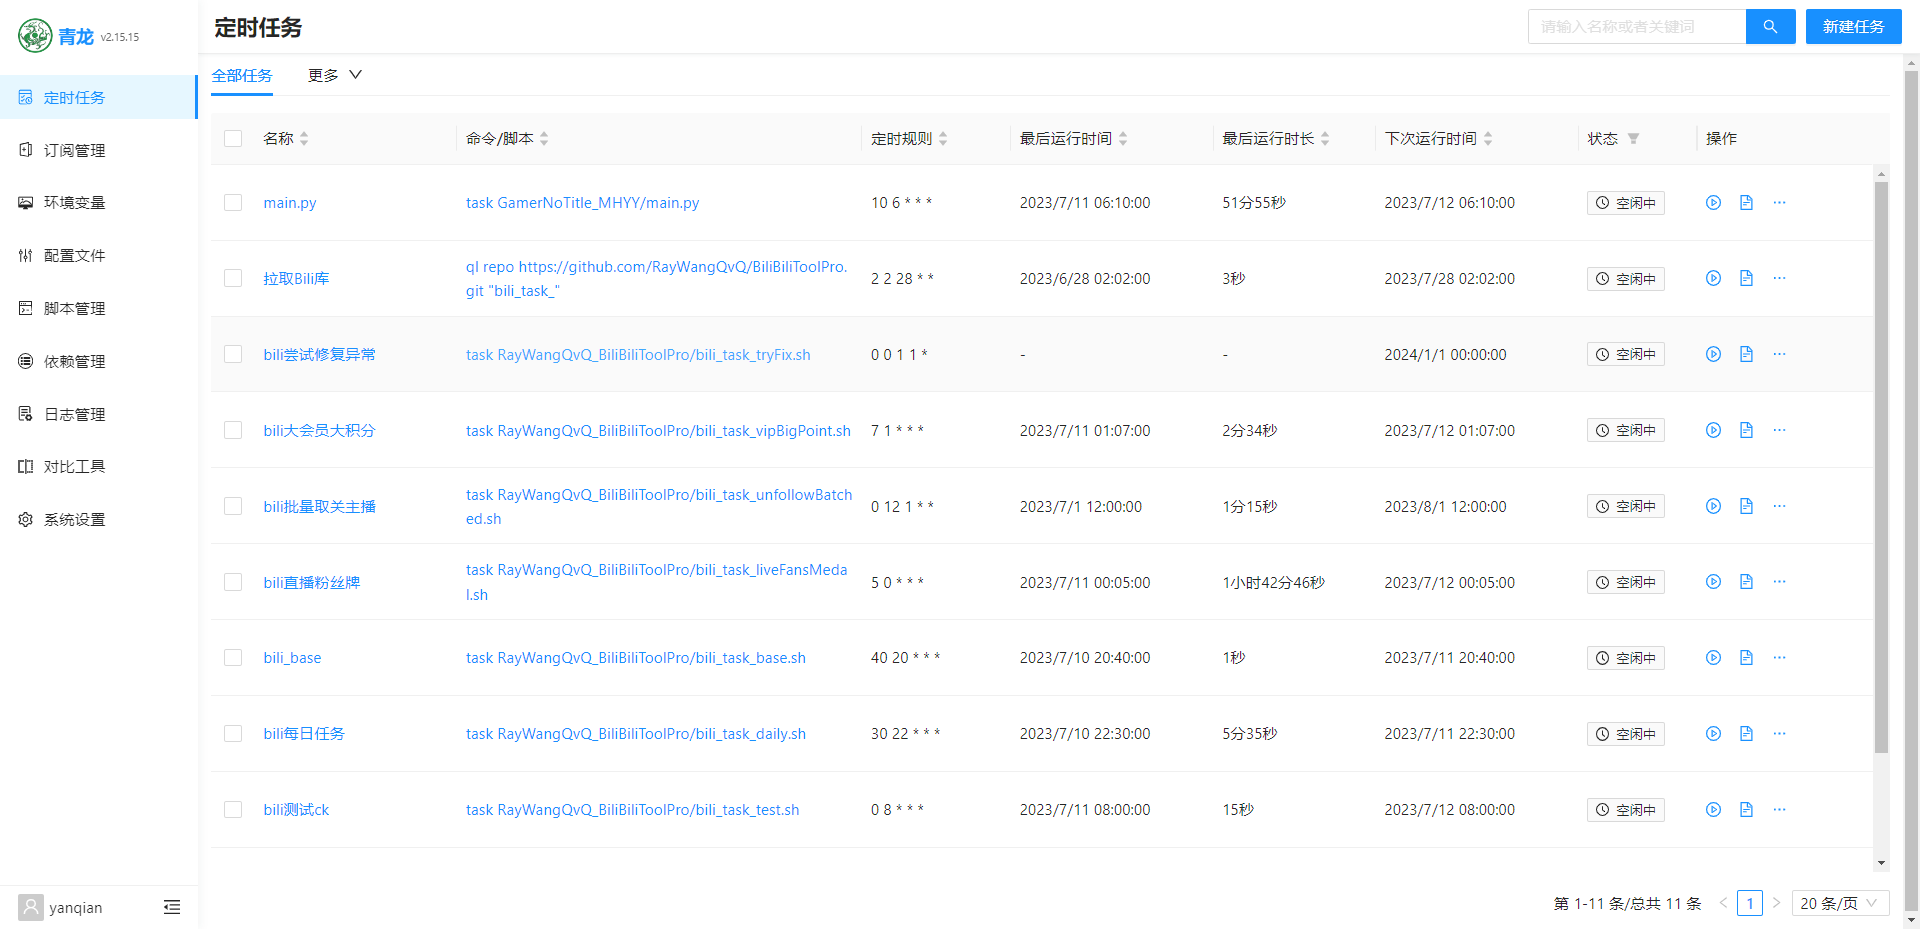 青龙 v2.15.15
定时任务
请输入名称或者关键词
新建任务
定时任务
订阅管理
环境变量
配置文件
脚本管理
依赖管理
日志管理
对比工具
系统设置
yanqian
全部任务 更多
名称 命令/脚本 定时规则 最后运行时间 最后运行时长 下次运行时间 状态 操作
main.py task GamerNoTitle_MHYY/main.py 10 6 * * * 2023/7/11 06:10:00 51分55秒 2023/7/12 06:10:00 空闲中 ...
拉取Bili库 ql repo https://github.com/RayWangQvQ/BiliBiliToolPro. 2 2 28 * * 2023/6/28 02:02:00 3秒 2023/7/28 02:02:00 空闲中 ...
git "bili_task_"
bili尝试修复异常 task RayWangQvQ_BiliBiliToolPro/bili_task_tryFix.sh 0 0 1 1 * - - 2024/1/1 00:00:00 空闲中 ...
bili大会员大积分 task RayWangQvQ_BiliBiliToolPro/bili_task_vipBigPoint.sh 7 1 * * * 2023/7/11 01:07:00 2分34秒 2023/7/12 01:07:00 空闲中 ...
bili批量取关主播 task RayWangQvQ_BiliBiliToolPro/bili_task_unfollowBatch 0 12 1 * * 2023/7/1 12:00:00 1分15秒 2023/8/1 12:00:00 空闲中 ...
ed.sh
bili直播粉丝牌 task RayWangQvQ_BiliBiliToolPro/bili_task_liveFansMeda 5 0 * * * 2023/7/11 00:05:00 1小时42分46秒 2023/7/12 00:05:00 空闲中 ...
l.sh
bili_base task RayWangQvQ_BiliBiliToolPro/bili_task_base.sh 40 20 * * * 2023/7/10 20:40:00 1秒 2023/7/11 20:40:00 空闲中 ...
bili每日任务 task RayWangQvQ_BiliBiliToolPro/bili_task_daily.sh 30 22 * * * 2023/7/10 22:30:00 5分35秒 2023/7/11 22:30:00 空闲中 ...
bili测试ck task RayWangQvQ_BiliBiliToolPro/bili_task_test.sh 0 8 * * * 2023/7/11 08:00:00 15秒 2023/7/12 08:00:00 空闲中 ...
第 1-11 条/总共 11 条 < 1 > 20 条/页